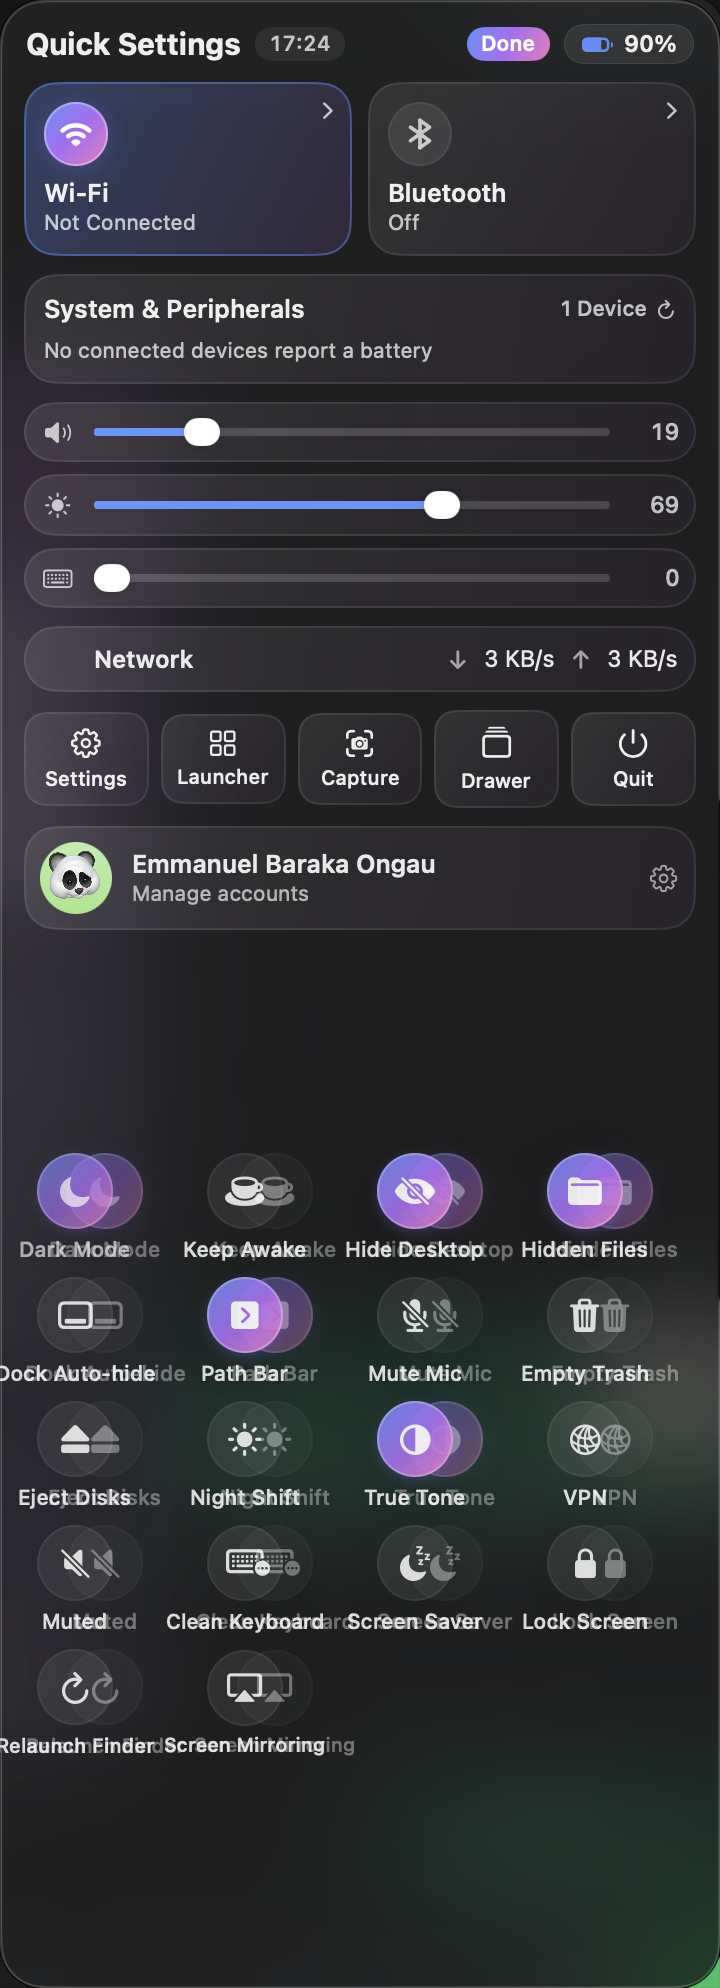 Quick Settings 17:24 Done 90%
Wi-Fi
Not Connected
Bluetooth
Off
System & Peripherals 1 Device
No connected devices report a battery
19
69
0
Network ↓ 3 KB/s ↑ 3 KB/s
Settings Launcher Capture Drawer Quit
Emmanuel Baraka Ongau
Manage accounts
Dark Mode Keep Awake Hide Desktop Hidden Files
Dock Auto-hide Path Bar Mute Mic Empty Trash
Eject Disks Night Shift True Tone VPN
zzz
Muted Clean Keyboard Screen Saver Lock Screen
Relaunch Finder Screen Mirroring